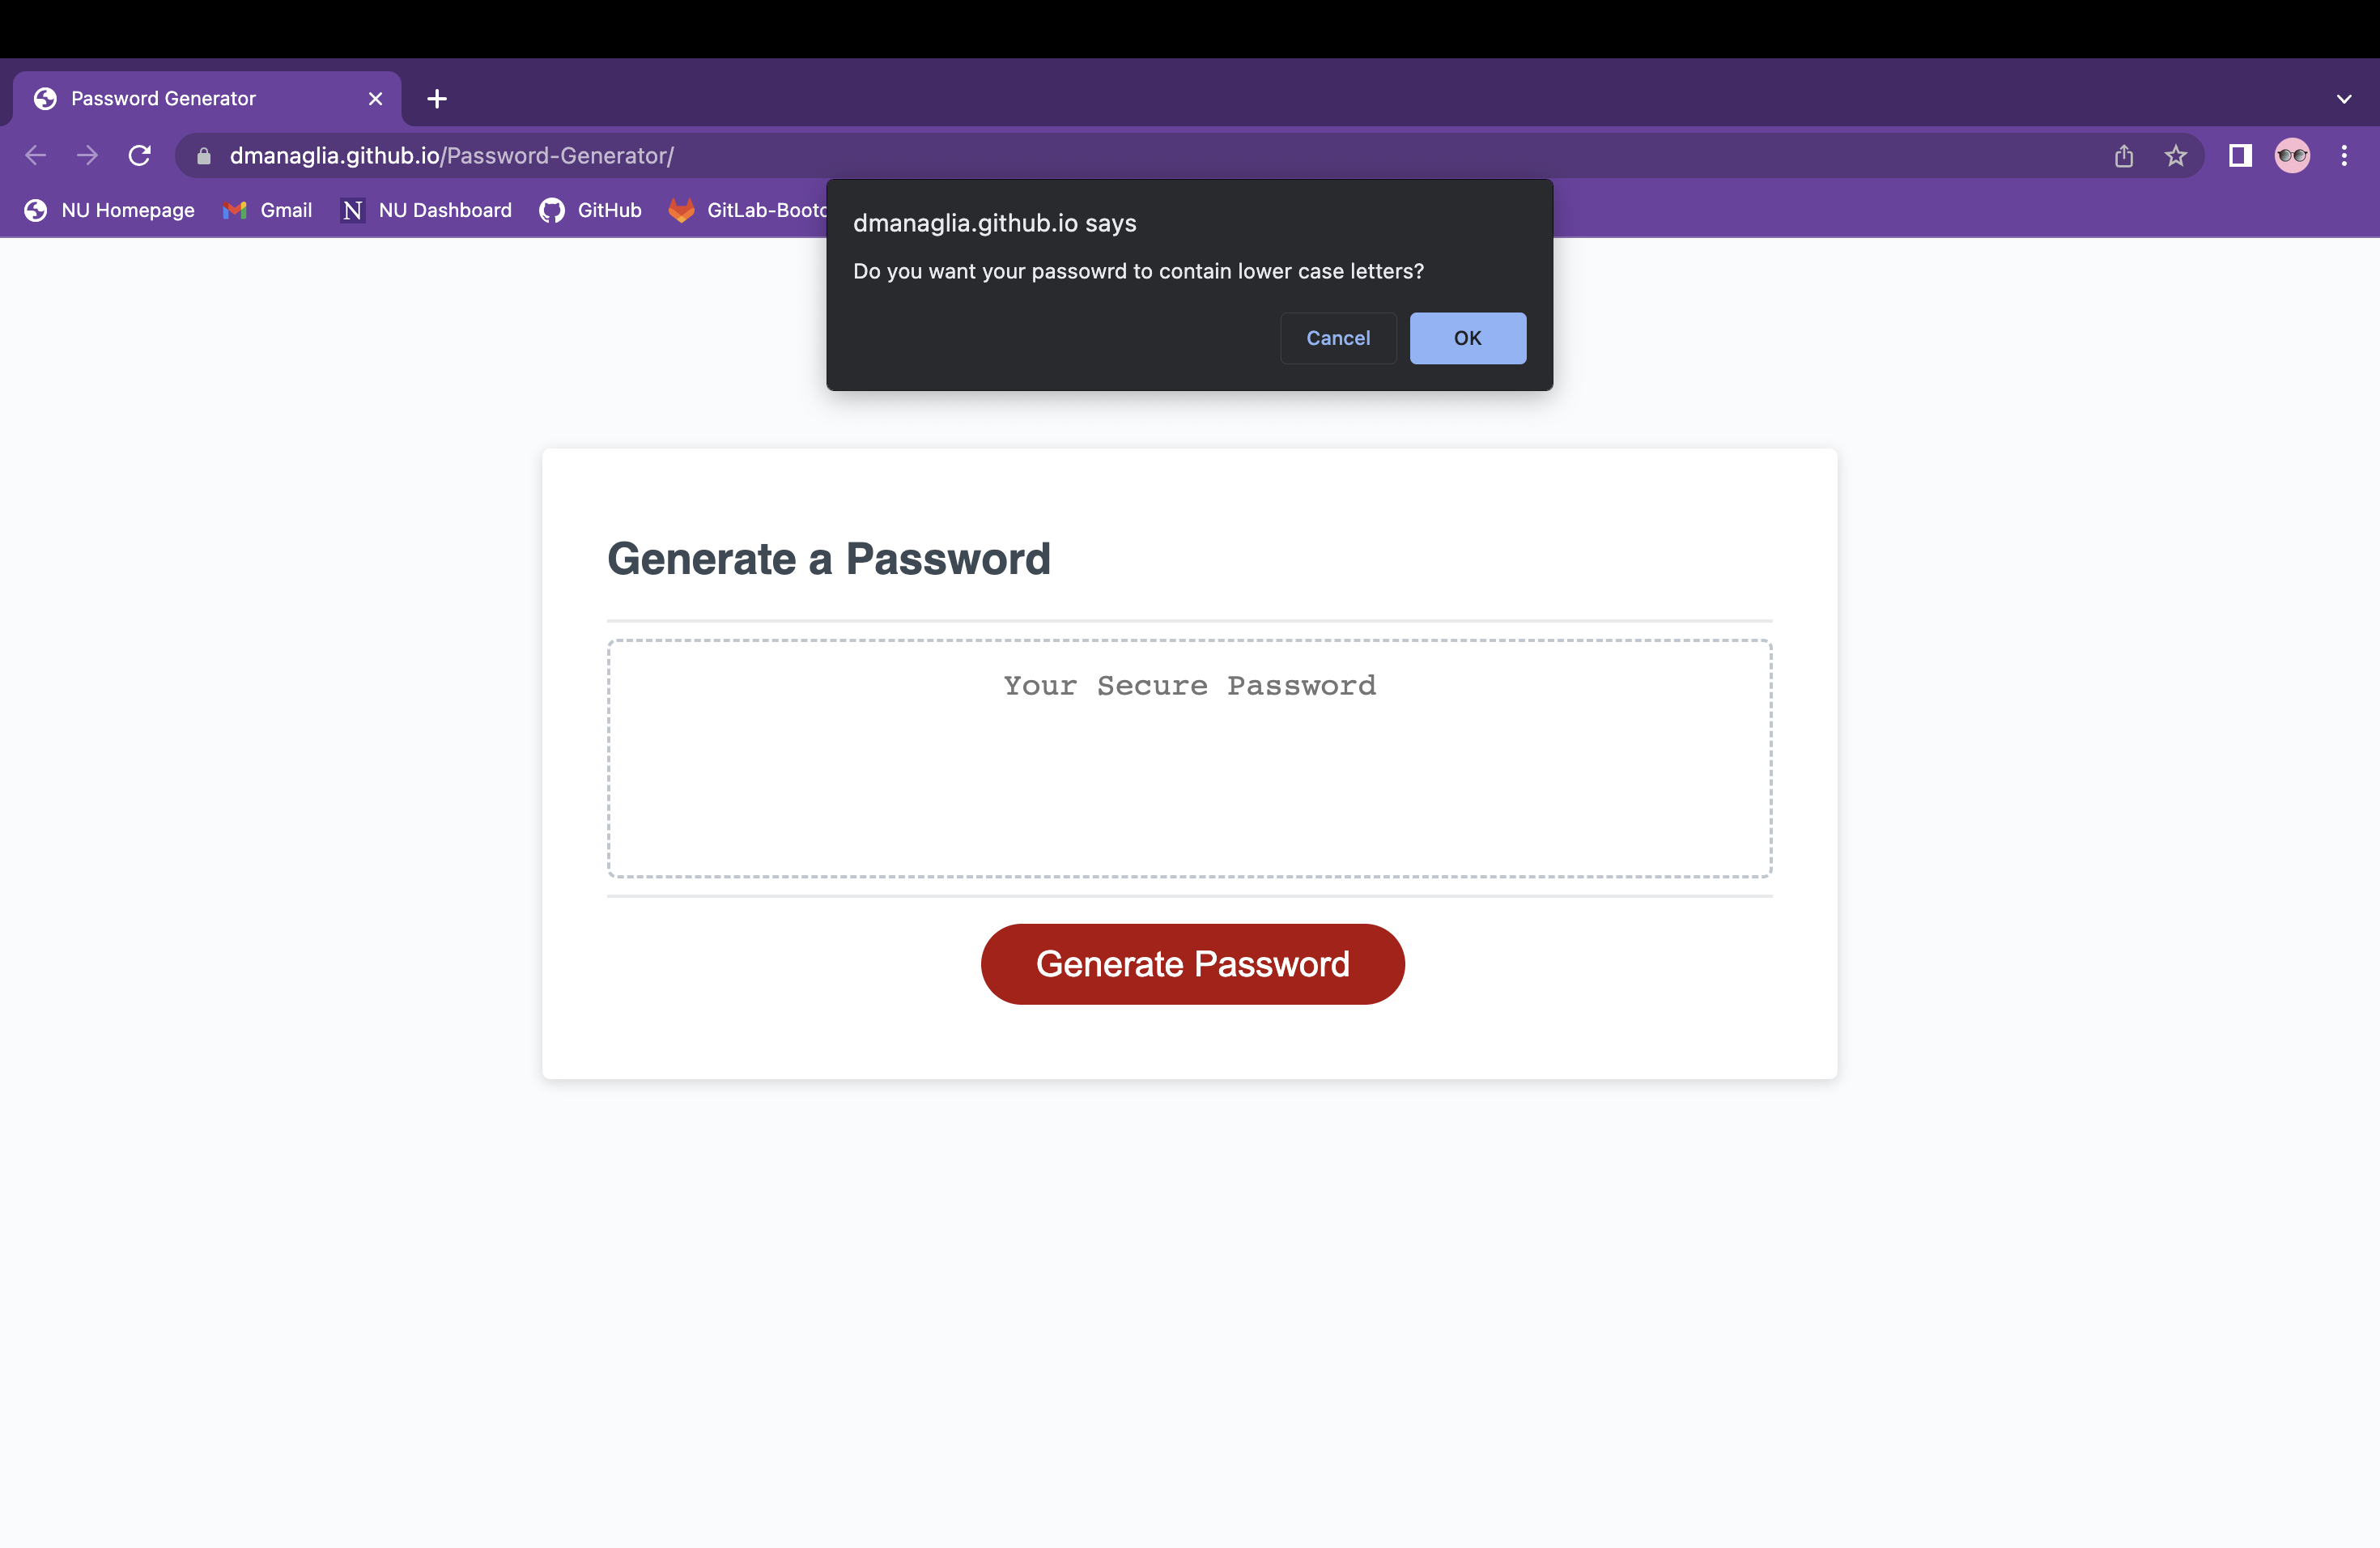 Password Generator
dmanaglia.github.io/Password-Generator/
NU Homepage Gmail N NU Dashboard GitHub GitLab-Bootc
dmanaglia.github.io says
Do you want your passowrd to contain lower case letters?
Cancel OK
Generate a Password
Your Secure Password
Generate Password